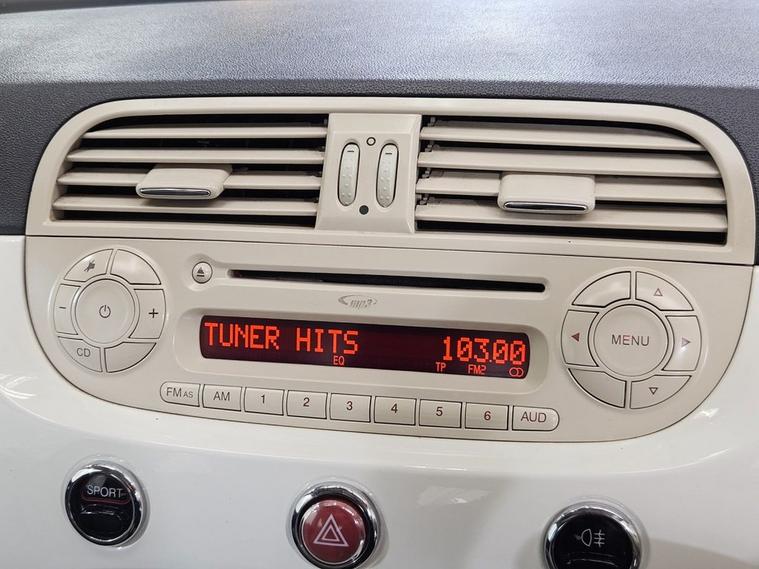 mp3
TUNER HITS 103.00
EQ TP FM2
- + CD
MENU
FM AS AM 1 2 3 4 5 6 AUD
SPORT